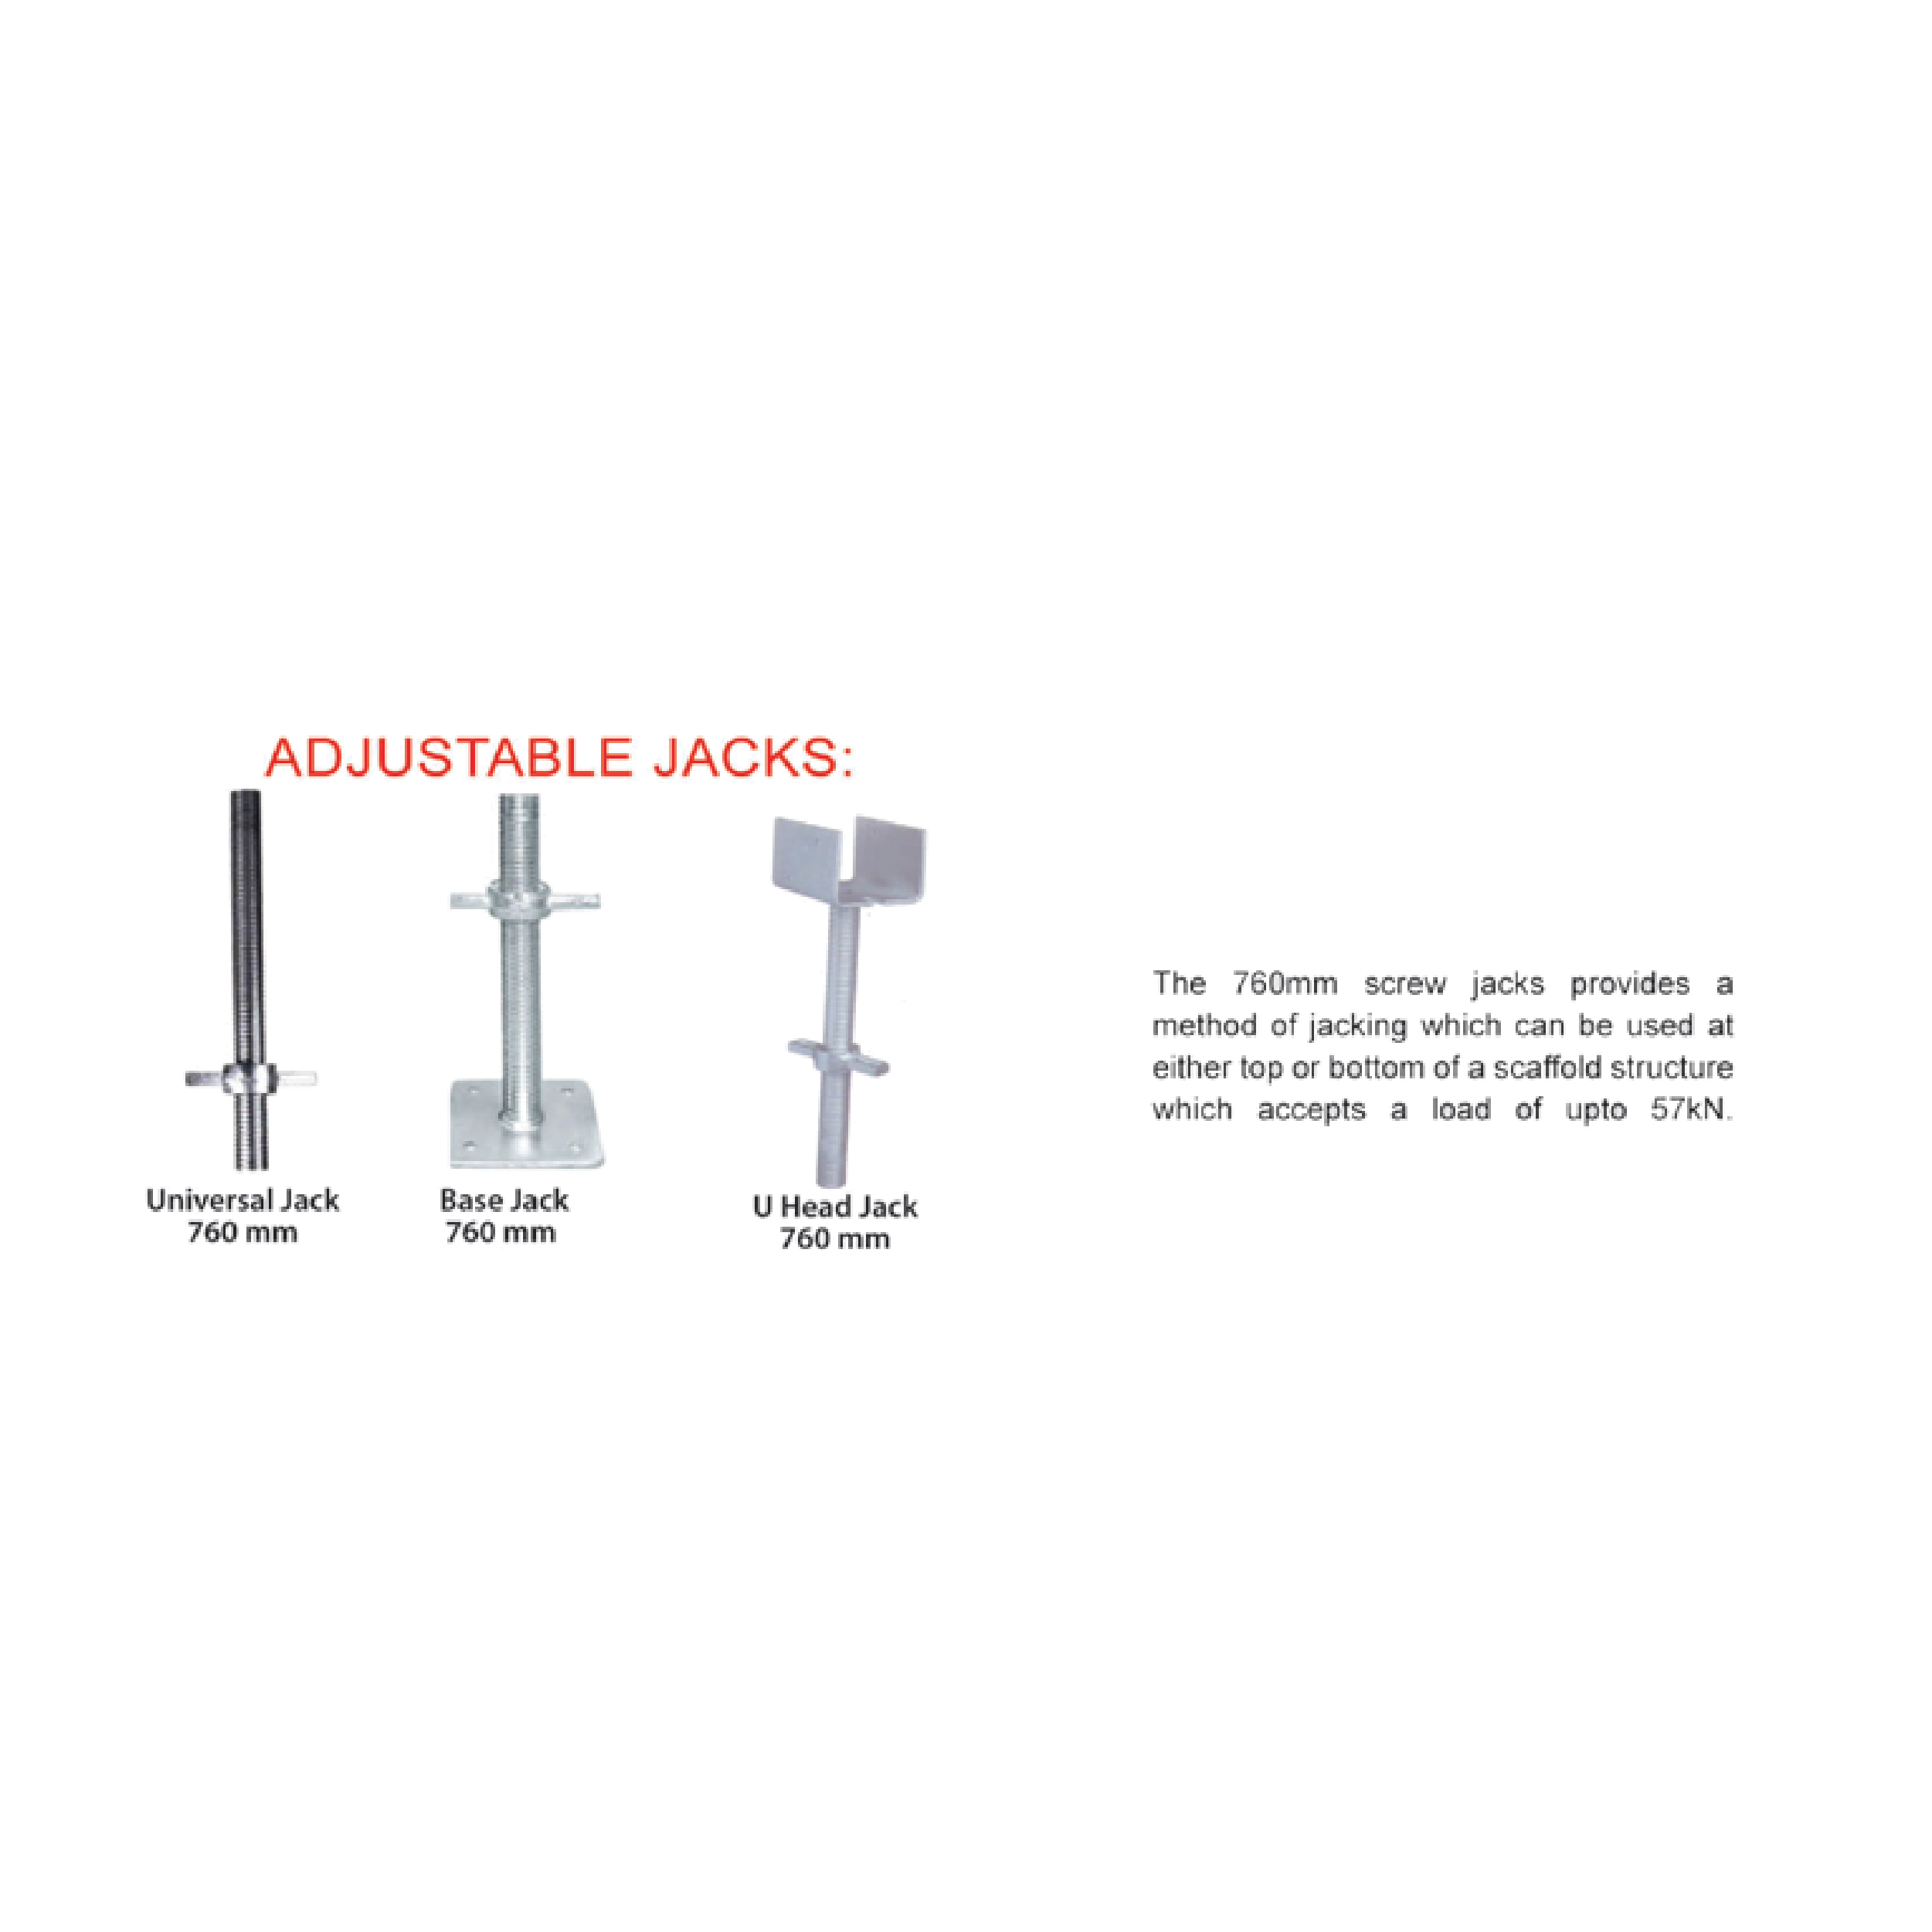 ADJUSTABLE JACKS:
Universal Jack
760 mm
Base Jack
760 mm
U Head Jack
760 mm
The 760mm screw jacks provides a
method of jacking which can be used at
either top or bottom of a scaffold structure
which accepts a load of upto 57kN.